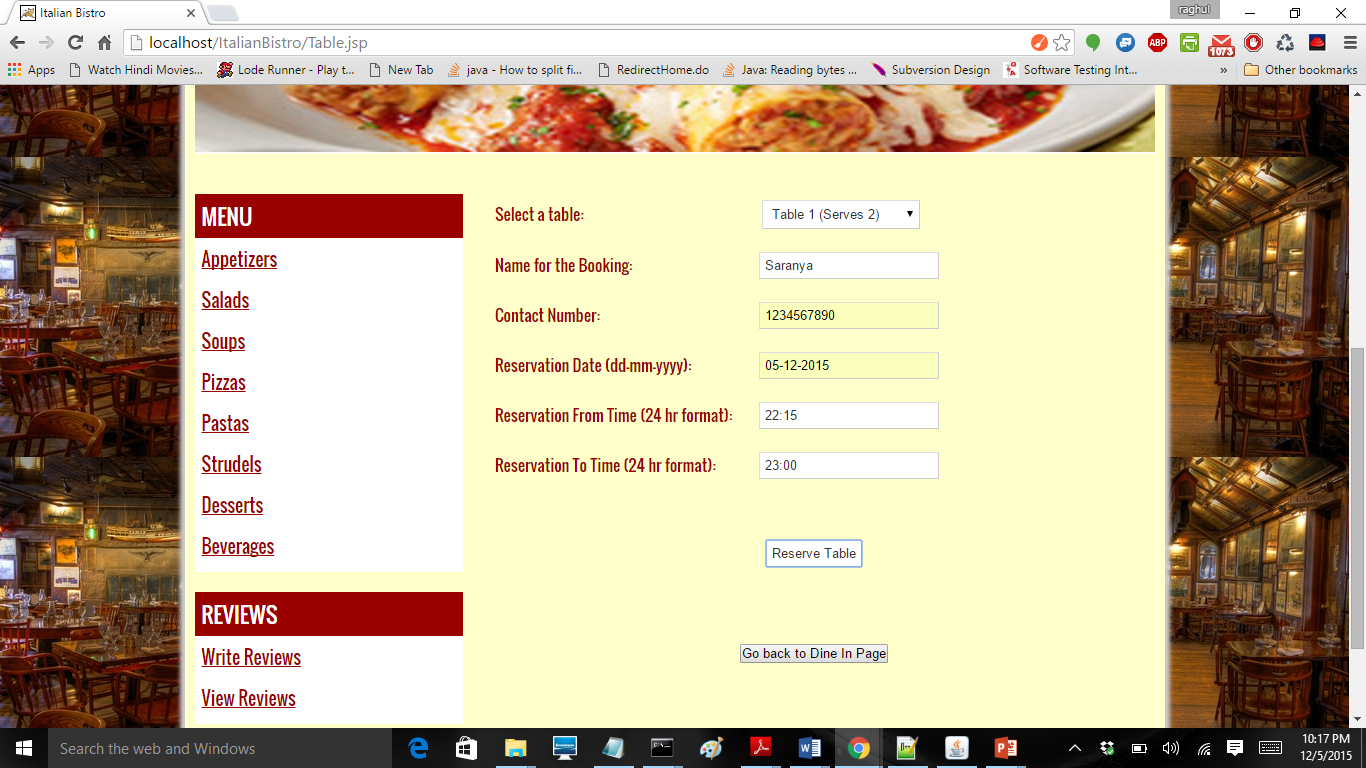 Italian Bistro
raghul
localhost/ItalianBistro/Table.jsp
ABP
1073
Apps
Watch Hindi Movies...
Lode Runner - Play t...
New Tab
java - How to split fi...
RedirectHome.do
Java: Reading bytes ...
Subversion Design
Software Testing Int...
»
Other bookmarks
MENU
Appetizers
Salads
Soups
Pizzas
Pastas
Strudels
Desserts
Beverages
REVIEWS
Write Reviews
View Reviews
Select a table: Table 1 (Serves 2)
Name for the Booking: Saranya
Contact Number: 1234567890
Reservation Date (dd-mm-yyyy): 05-12-2015
Reservation From Time (24 hr format): 22:15
Reservation To Time (24 hr format): 23:00
Reserve Table
Go back to Dine In Page
Search the web and Windows
10:17 PM
12/5/2015